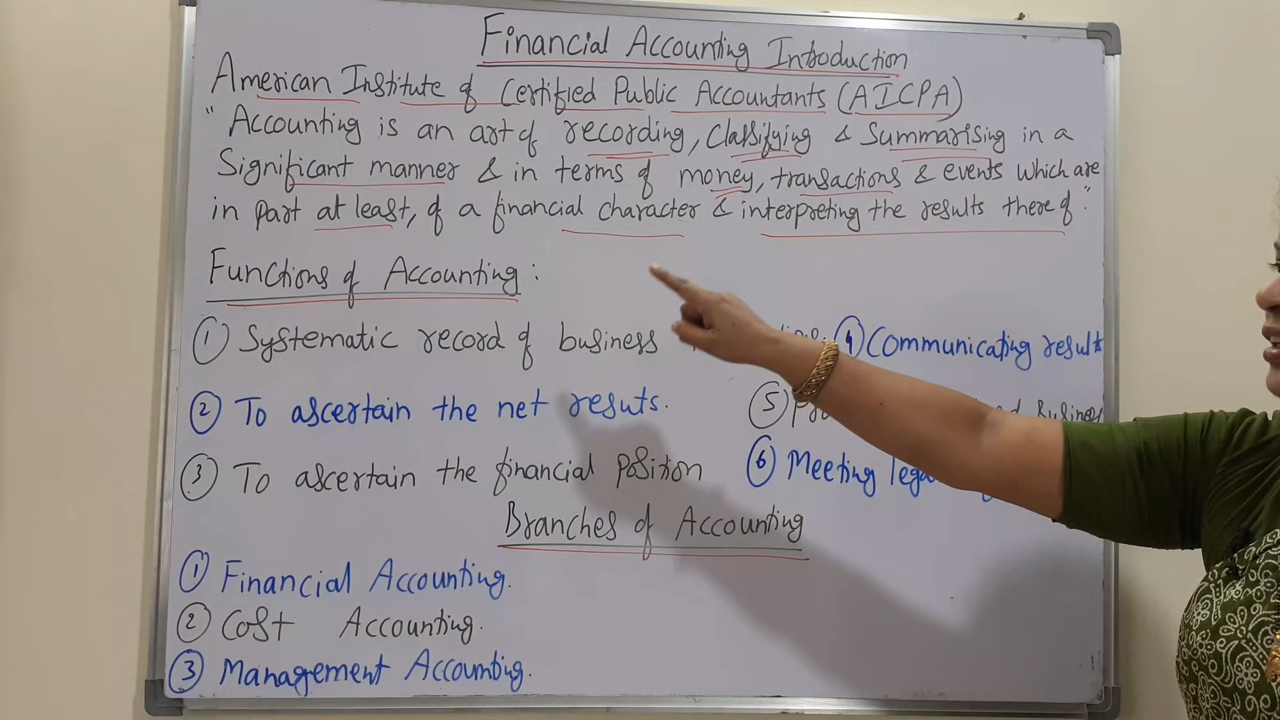 Financial Accounting Introduction
American Institute of Certified Public Accountants (AICPA)
"Accounting is an art of recording, Classifying & Summarising in a
Significant manner & in terms of money, transactions & events which are
in part at least, of a financial character & interpreting the results there of"
Functions of Accounting:
① Systematic record of business
④ Communicating results
② To ascertain the net resuts.
⑤ Business
③ To ascertain the financial position
⑥ Meeting
Branches of Accounting
① Financial Accounting.
② Cost Accounting.
③ Management Accounting.